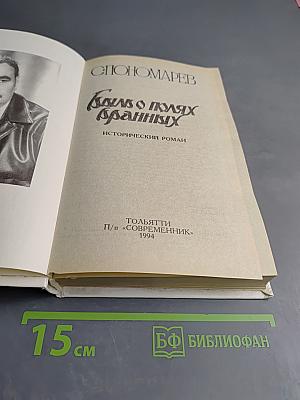 С. ПОНОМАРЕВ
Быль о полях
бранных
ИСТОРИЧЕСКИЙ РОМАН
ТОЛЬЯТТИ
П/п «СОВРЕМЕННИК»
1994
15 см
БФ БИБЛИОФАН